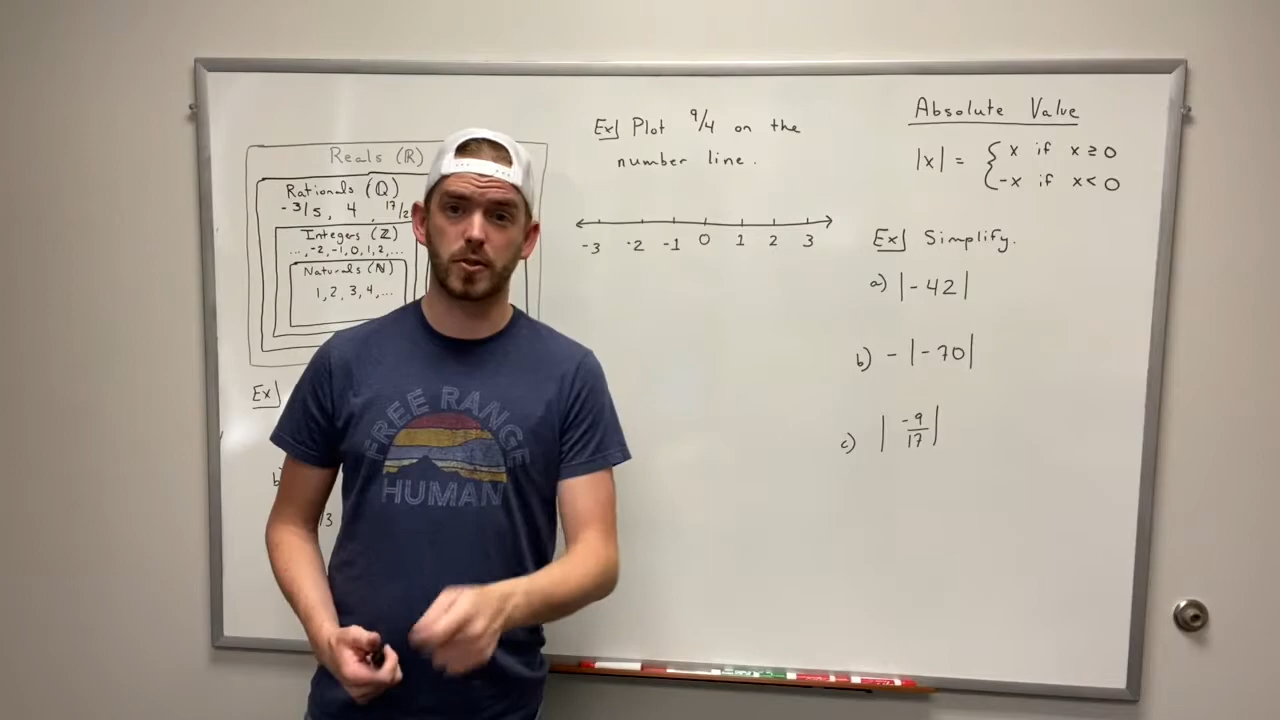 Reals (ℝ)
Rationals (ℚ)
-3/5, 4, 17/2
Integers (ℤ)
..., -2, -1, 0, 1, 2, ...
Naturals (ℕ)
1, 2, 3, 4, ...
Ex]
/3
FREE RANGE
HUMAN
Ex] Plot 9/4 on the
number line.
-3 -2 -1 0 1 2 3
Absolute Value
|x| = { x if x ≥ 0
-x if x < 0
Ex] Simplify.
a) |-42|
b) - |-70|
c) | -9/17 |